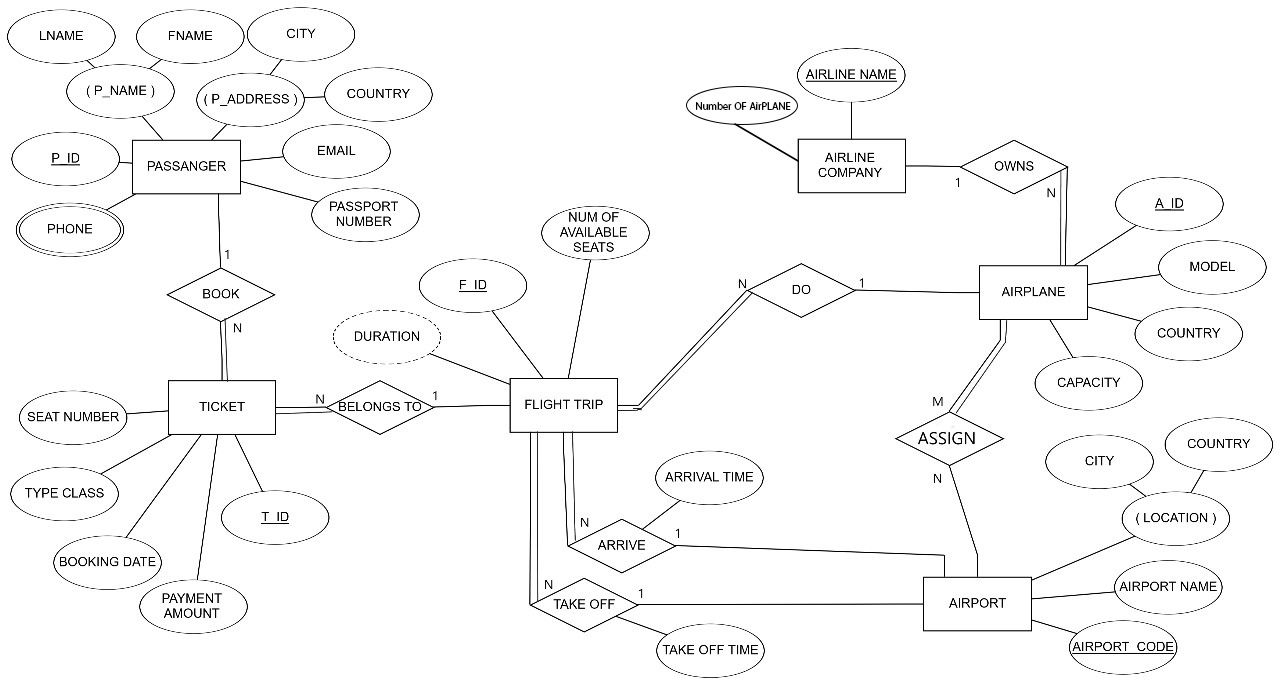 LNAME
FNAME
CITY
( P_NAME )
( P_ADDRESS )
COUNTRY
P_ID
PASSANGER
EMAIL
PHONE
PASSPORT
NUMBER
1
BOOK
N
SEAT NUMBER
TICKET
TYPE CLASS
BOOKING DATE
PAYMENT
AMOUNT
T_ID
N
BELONGS TO
1
DURATION
F_ID
NUM OF
AVAILABLE
SEATS
FLIGHT TRIP
N
DO
1
AIRLINE NAME
Number OF AirPLANE
AIRLINE
COMPANY
1
OWNS
N
A_ID
AIRPLANE
MODEL
COUNTRY
CAPACITY
M
ASSIGN
N
ARRIVAL TIME
N
ARRIVE
1
N
TAKE OFF
1
TAKE OFF TIME
CITY
COUNTRY
( LOCATION )
AIRPORT
AIRPORT NAME
AIRPORT_CODE